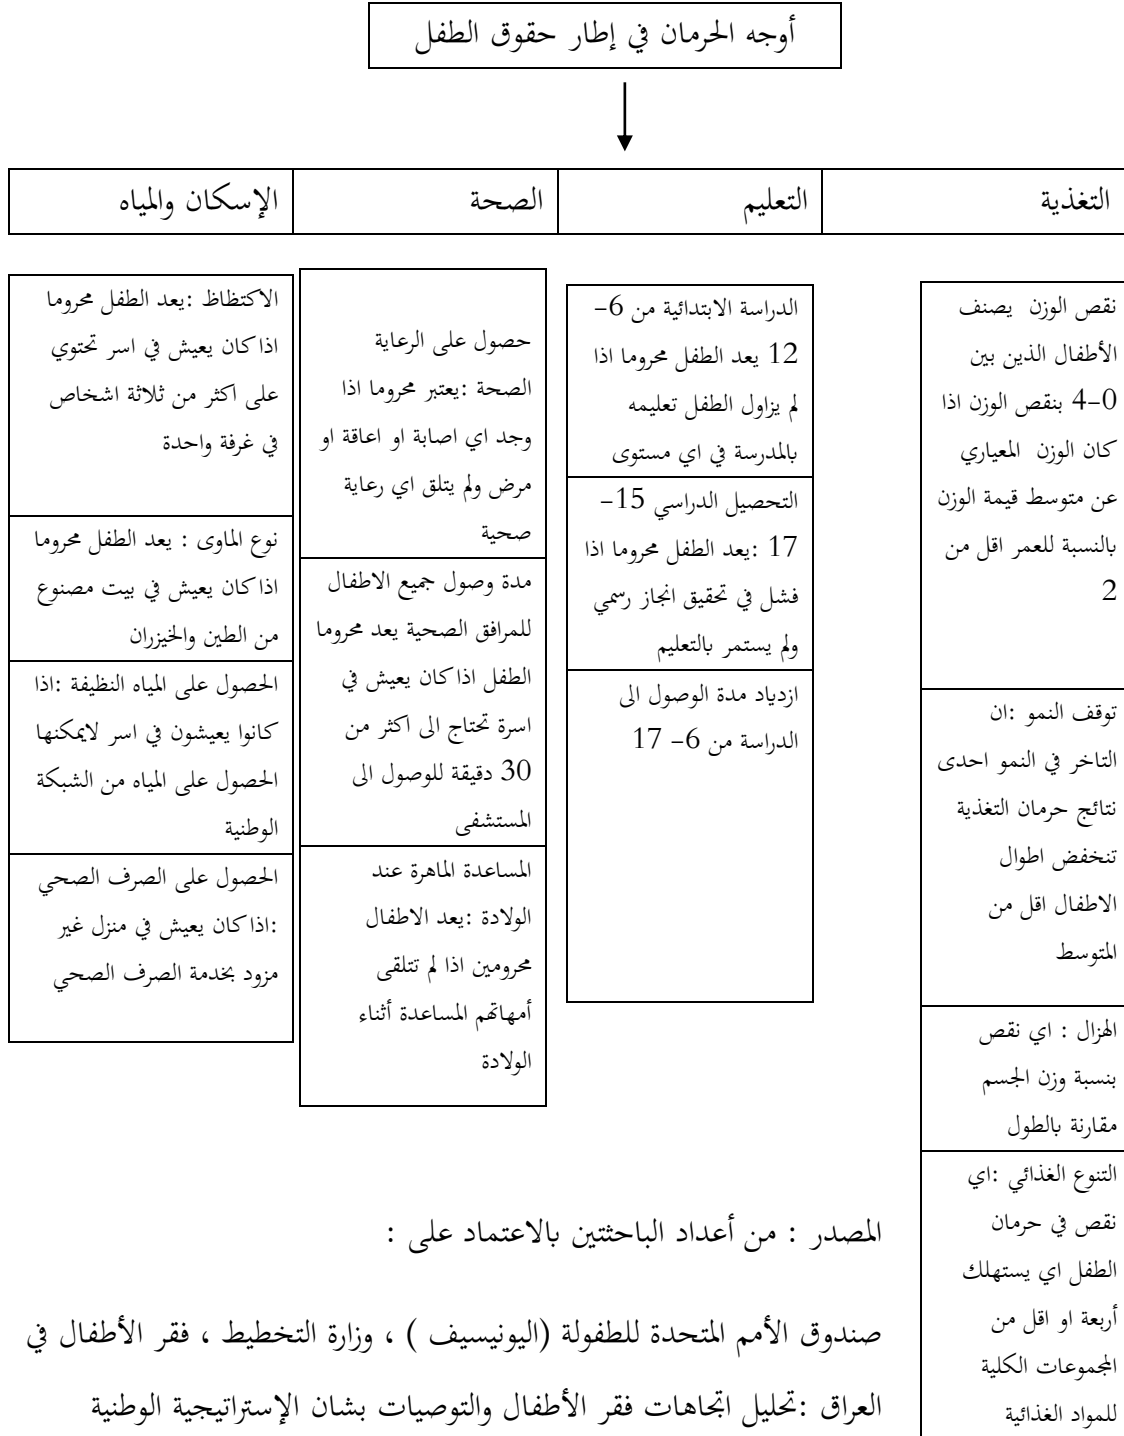 أوجه الحرمان في إطار حقوق الطفل
التغذية
التعليم
الصحة
الإسكان والمياه
نقص الوزن يصنف
الأطفال الذين بين
0-4 بنقص الوزن اذا
كان الوزن المعياري
عن متوسط قيمة الوزن
بالنسبة للعمر اقل من
2
توقف النمو :ان
التاخر في النمو احدى
نتائج حرمان التغذية
تنخفض اطوال
الاطفال اقل من
المتوسط
الهزال : اي نقص
بنسبة وزن الجسم
مقارنة بالطول
التنوع الغذائي :اي
نقص في حرمان
الطفل اي يستهلك
أربعة او اقل من
المجموعات الكلية
للمواد الغذائية
الدراسة الابتدائية من 6-
12 يعد الطفل محروما اذا
لم يزاول الطفل تعليمه
بالمدرسة في اي مستوى
التحصيل الدراسي 15-
17 :يعد الطفل محروما اذا
فشل في تحقيق انجاز رسمي
ولم يستمر بالتعليم
ازدياد مدة الوصول الى
الدراسة من 6- 17
حصول على الرعاية
الصحة :يعتبر محروما اذا
وجد اي اصابة او اعاقة او
مرض ولم يتلق اي رعاية
صحية
مدة وصول جميع الاطفال
للمرافق الصحية يعد محروما
الطفل اذاكان يعيش في
اسرة تحتاج الى اكثر من
30 دقيقة للوصول الى
المستشفى
المساعدة الماهرة عند
الولادة :يعد الاطفال
محرومين اذا لم تتلقى
أمهاتهم المساعدة أثناء
الولادة
الاكتظاظ :يعد الطفل محروما
اذاكان يعيش في اسر تحتوي
على اكثر من ثلاثة اشخاص
في غرفة واحدة
نوع الماوى : يعد الطفل محروما
اذاكان يعيش في بيت مصنوع
من الطين والخيزران
الحصول على المياه النظيفة :اذا
كانوا يعيشون في اسر لايمكنها
الحصول على المياه من الشبكة
الوطنية
الحصول على الصرف الصحي
:اذاكان يعيش في منزل غير
مزود بخدمة الصرف الصحي
المصدر : من أعداد الباحثتين بالاعتماد على :
صندوق الأمم المتحدة للطفولة (اليونيسيف ) ، وزارة التخطيط ، فقر الأطفال في
العراق :تحليل اتجاهات فقر الأطفال والتوصيات بشان الإستراتيجية الوطنية